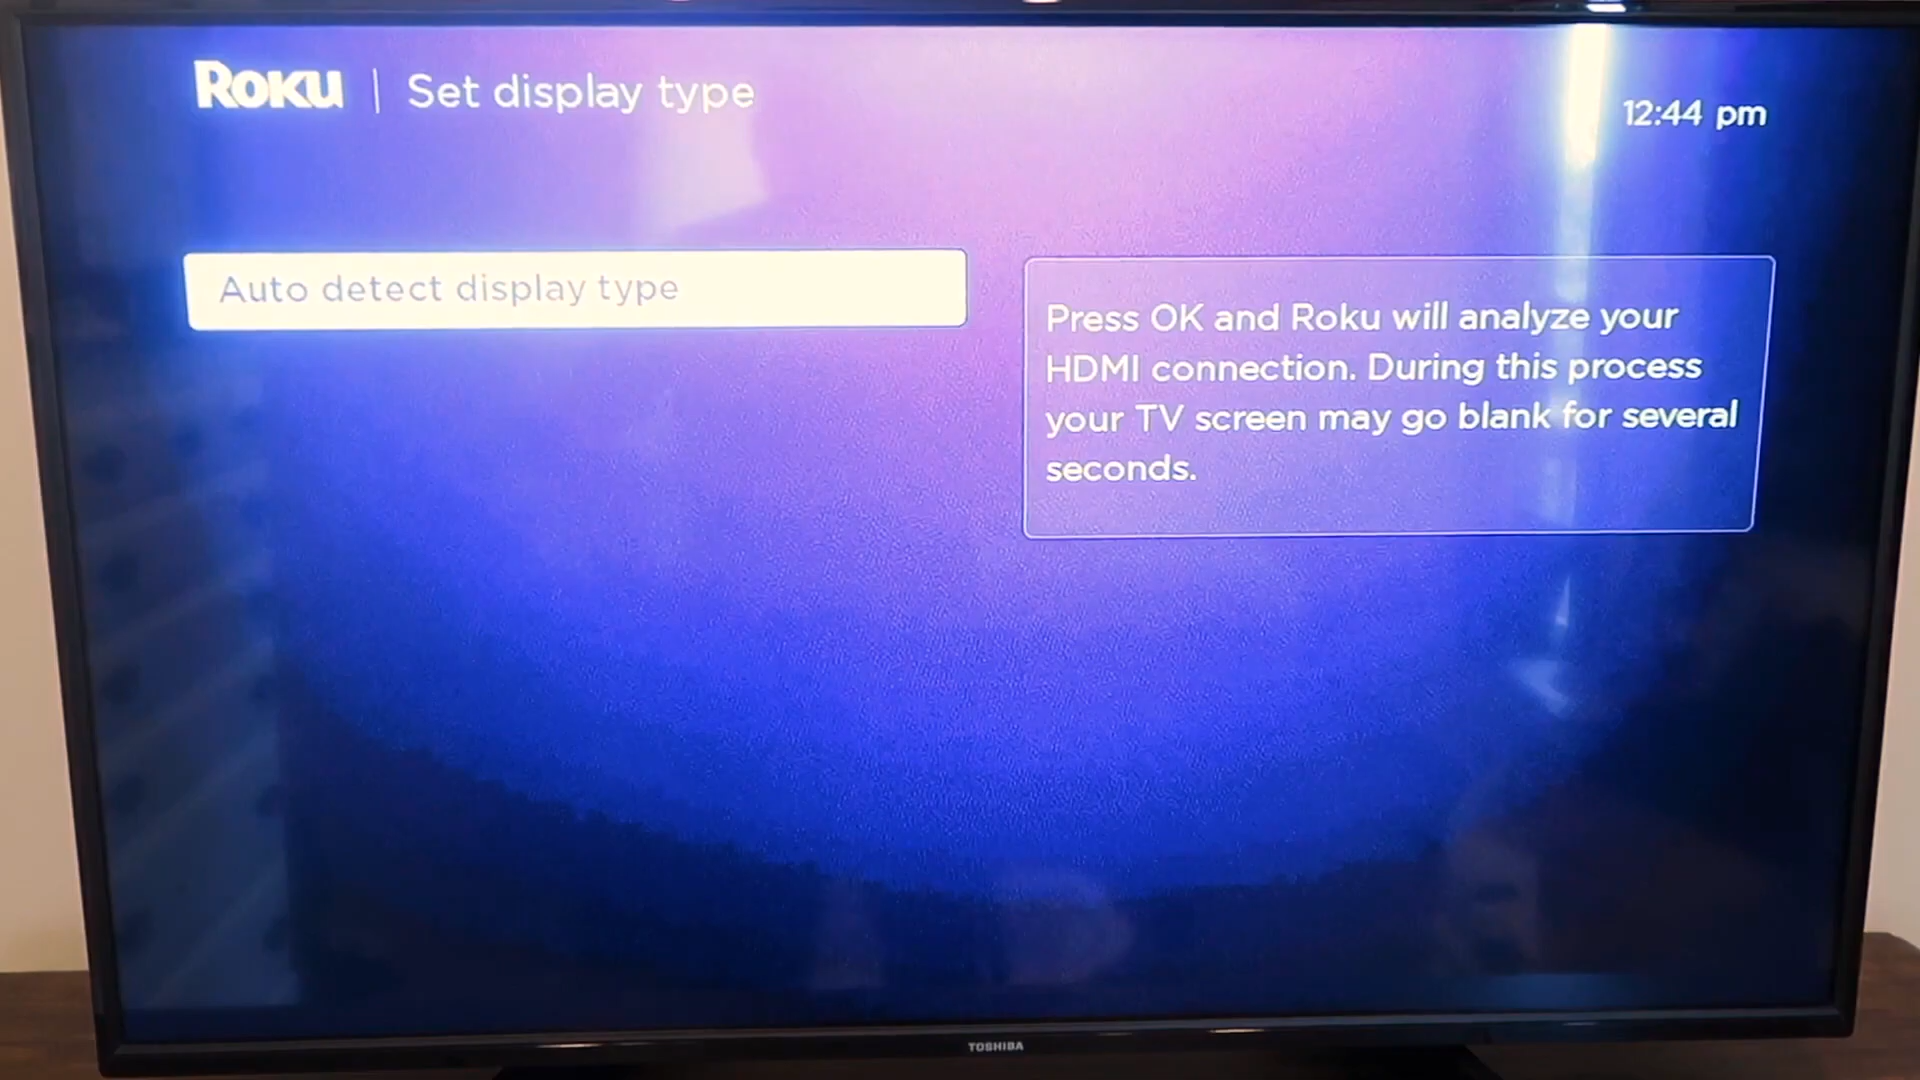 Roku | Set display type
12:44 pm
Auto detect display type
Press OK and Roku will analyze your
HDMI connection. During this process
your TV screen may go blank for several
seconds.
TOSHIBA